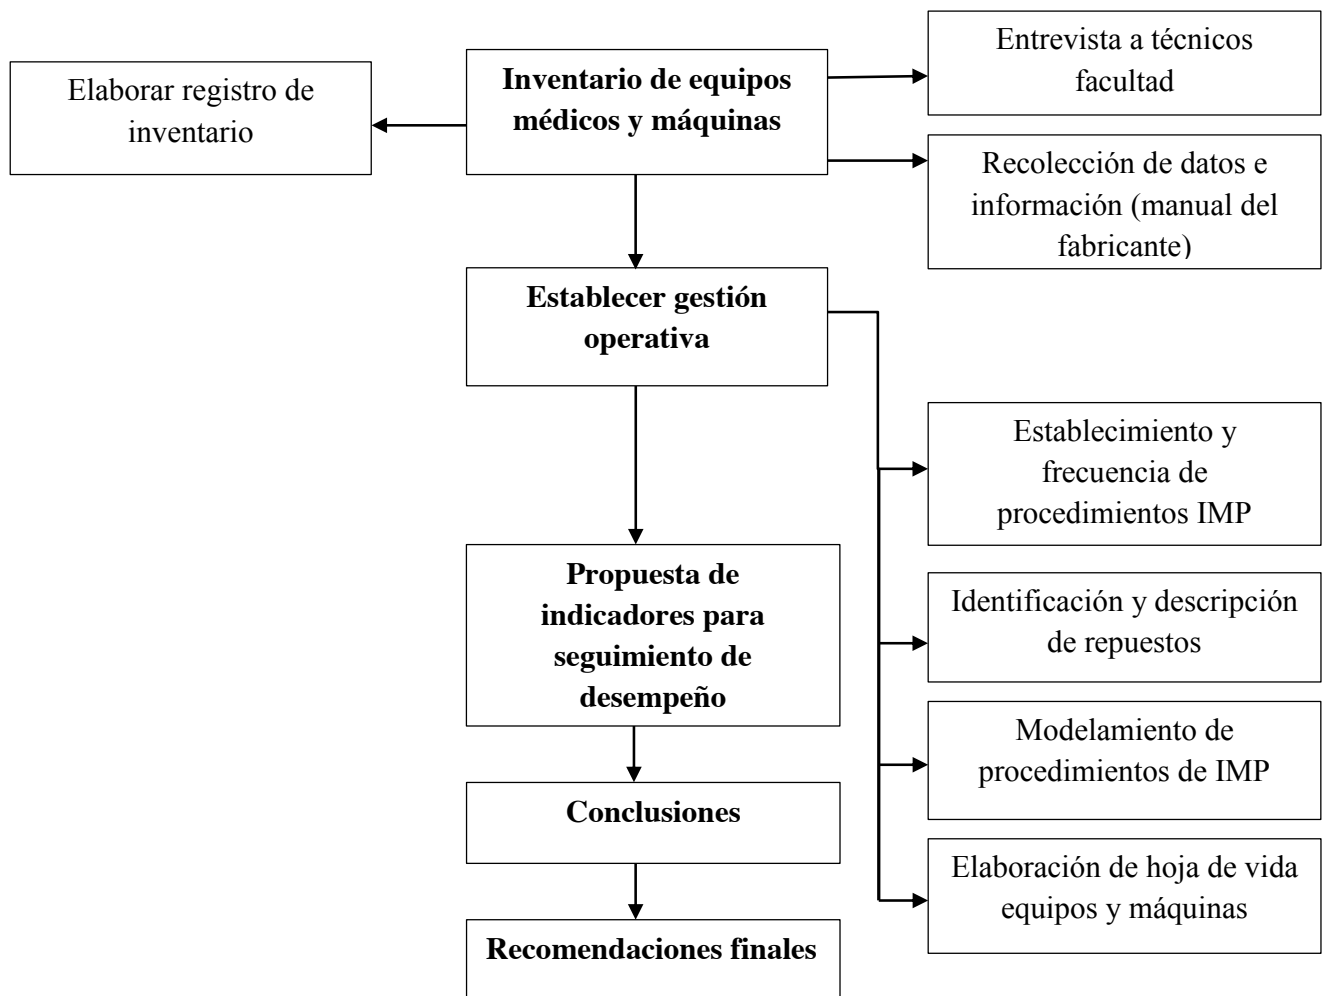 Elaborar registro de
inventario
Inventario de equipos
médicos y máquinas
Entrevista a técnicos
facultad
Recolección de datos e
información (manual del
fabricante)
Establecer gestión
operativa
Establecimiento y
frecuencia de
procedimientos IMP
Identificación y descripción
de repuestos
Modelamiento de
procedimientos de IMP
Elaboración de hoja de vida
equipos y máquinas
Propuesta de
indicadores para
seguimiento de
desempeño
Conclusiones
Recomendaciones finales